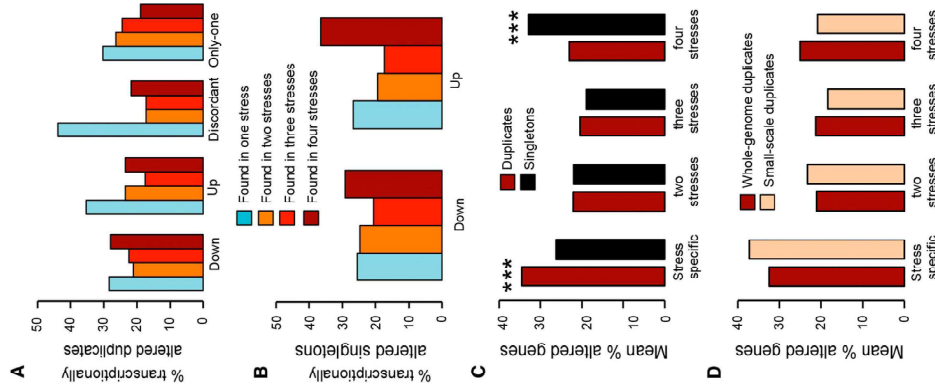 A
% transcriptionally
altered duplicates
50
40
30
20
10
0
Down
Up
Discordant
Only-one
B
% transcriptionally
altered singletons
50
40
30
20
10
0
Found in one stress
Found in two stresses
Found in three stresses
Found in four stresses
Down
Up
C
Mean % altered genes
40
30
20
10
0
Duplicates
Singletons
***
***
Stress
specific
two
stresses
three
stresses
four
stresses
D
Mean % altered genes
40
30
20
10
0
Whole-genome duplicates
Small-scale duplicates
Stress
specific
two
stresses
three
stresses
four
stresses